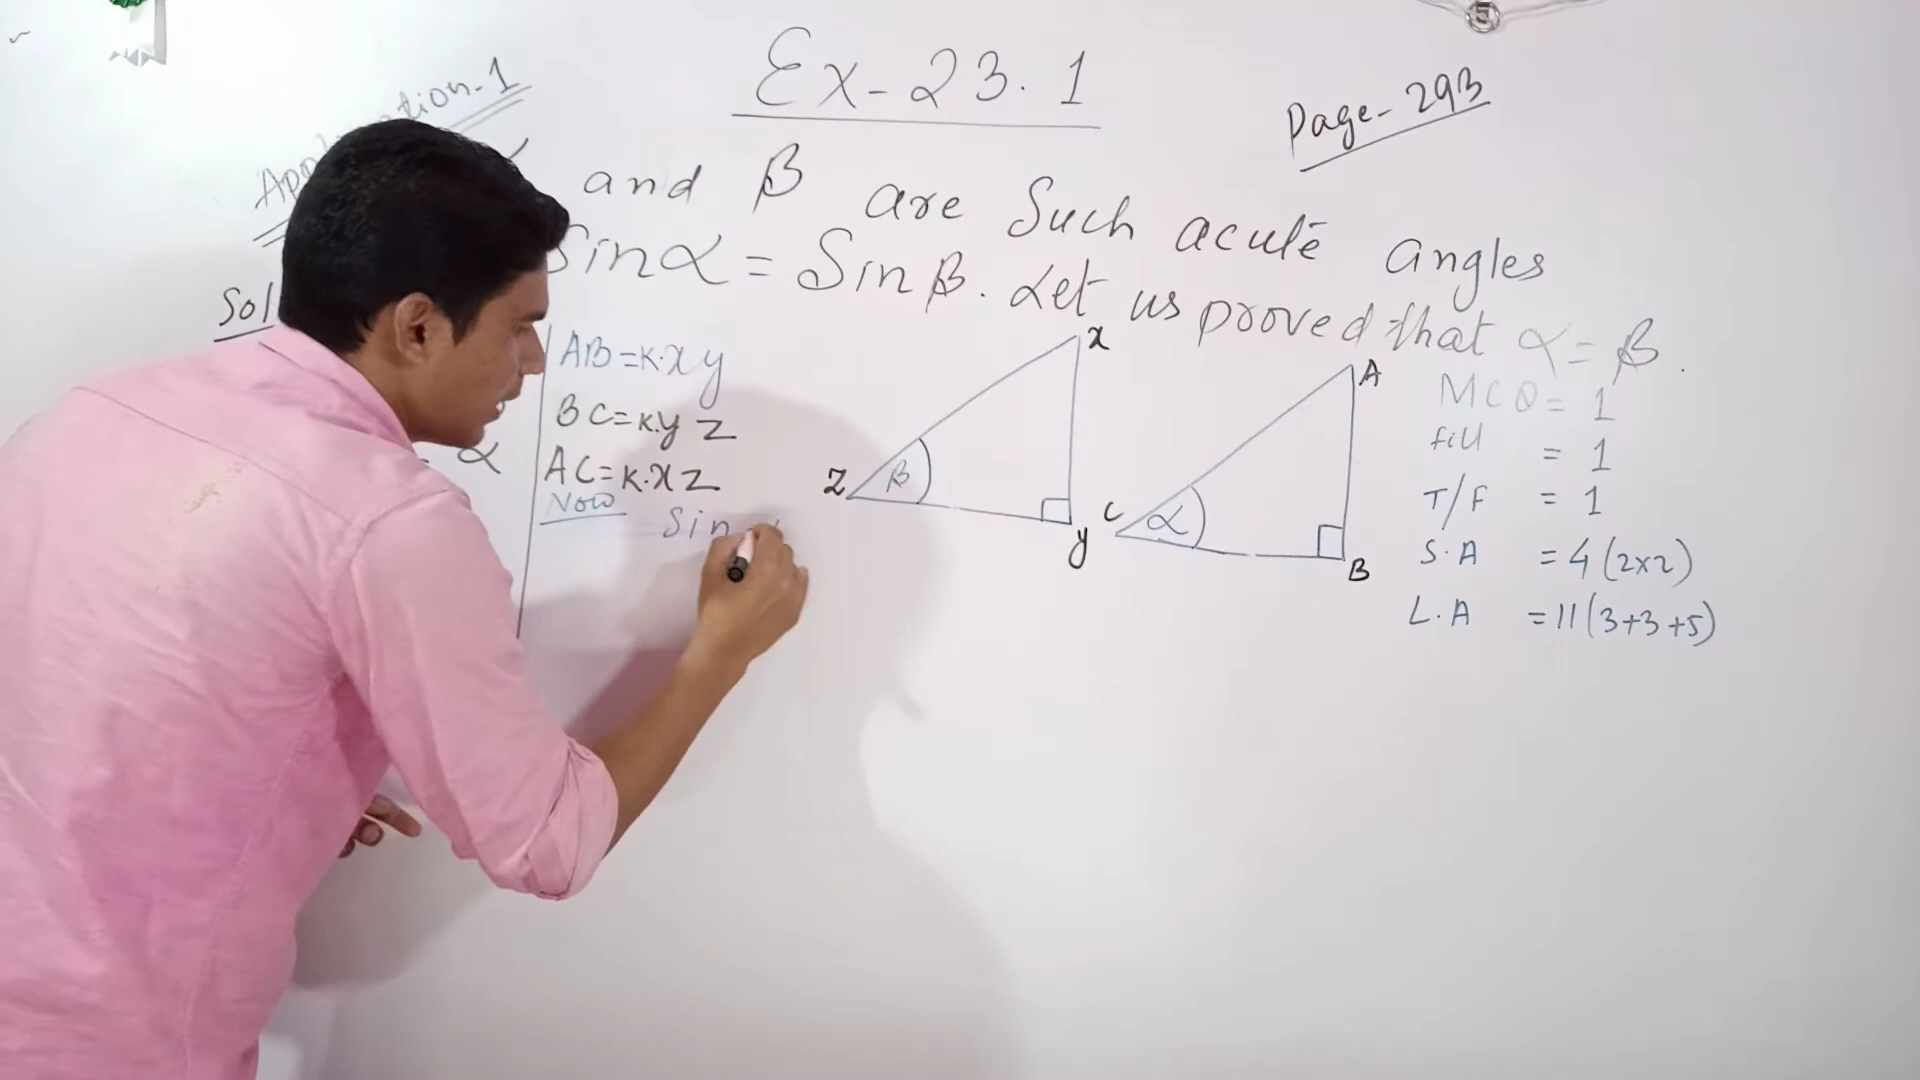 Ex-23.1
Page-293
tion-1
and β are Such acute angles
Sinα = Sinβ. Let us proved that α = β.
Sol
AB=K.xy
BC=K.yz
AC=K.xz
α
Now
Sin
x
Z β
y
A
C α
B
MCQ = 1
fill = 1
T/F = 1
S.A = 4 (2x2)
L.A = 11 (3+3+5)